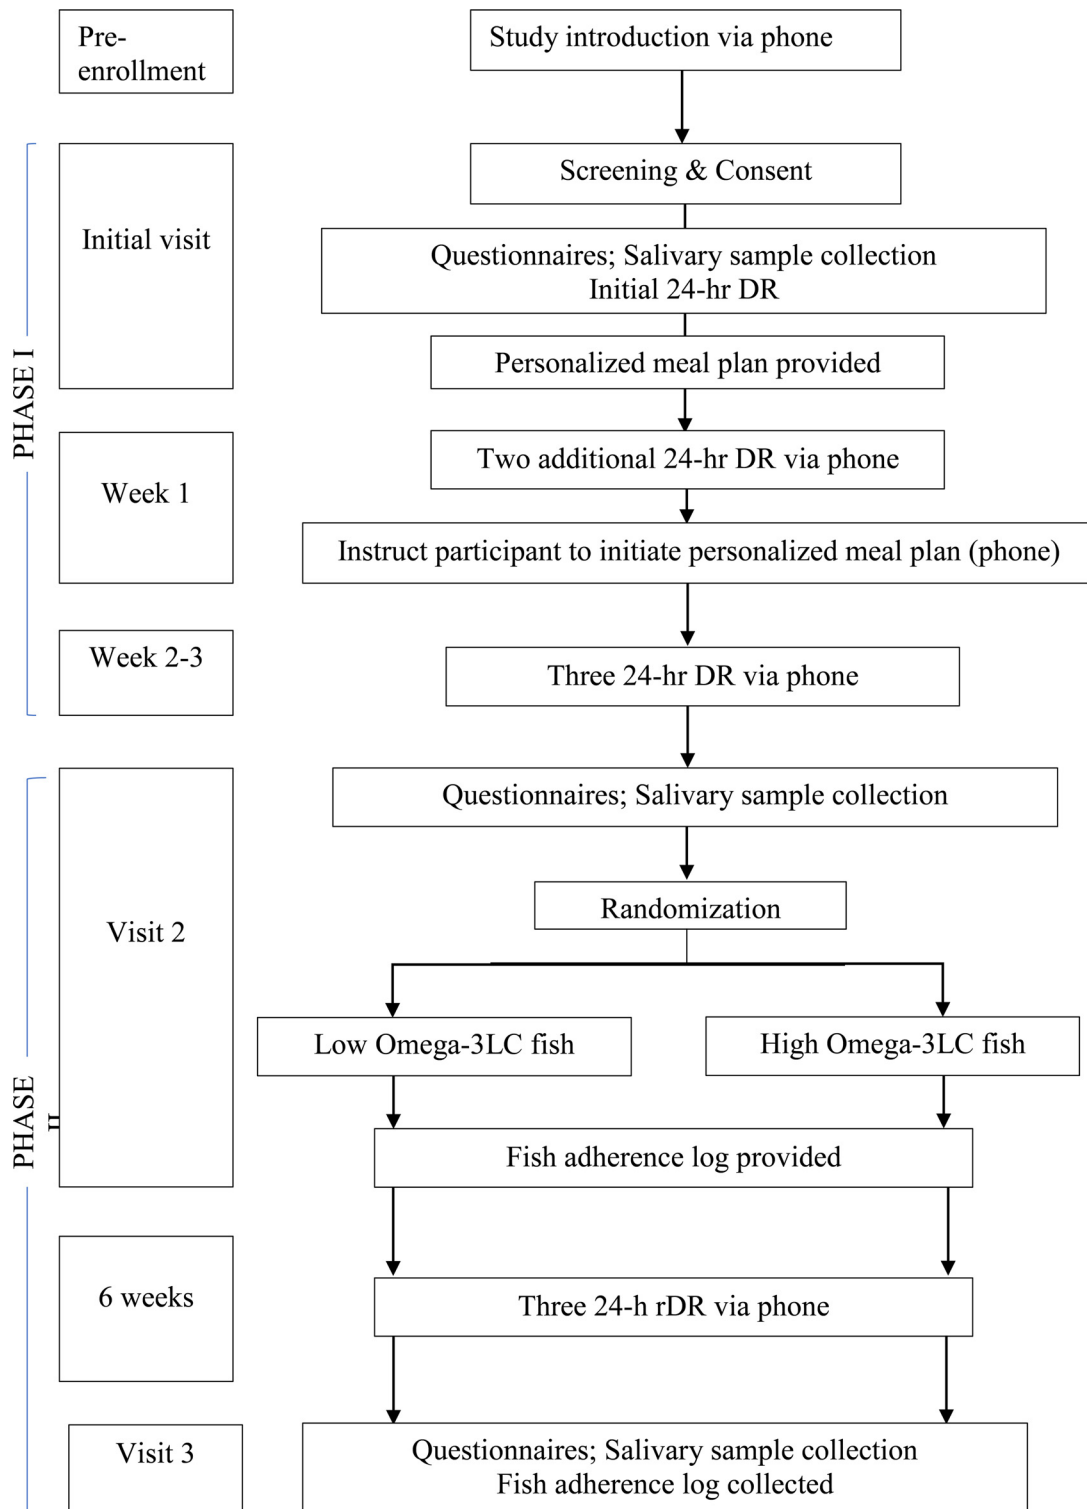 Pre-
enrollment
Study introduction via phone
PHASE I
Initial visit
Screening & Consent
Questionnaires; Salivary sample collection
Initial 24-hr DR
Personalized meal plan provided
Week 1
Two additional 24-hr DR via phone
Instruct participant to initiate personalized meal plan (phone)
Week 2-3
Three 24-hr DR via phone
PHASE
II
Visit 2
Questionnaires; Salivary sample collection
Randomization
Low Omega-3LC fish
High Omega-3LC fish
Fish adherence log provided
6 weeks
Three 24-h rDR via phone
Visit 3
Questionnaires; Salivary sample collection
Fish adherence log collected